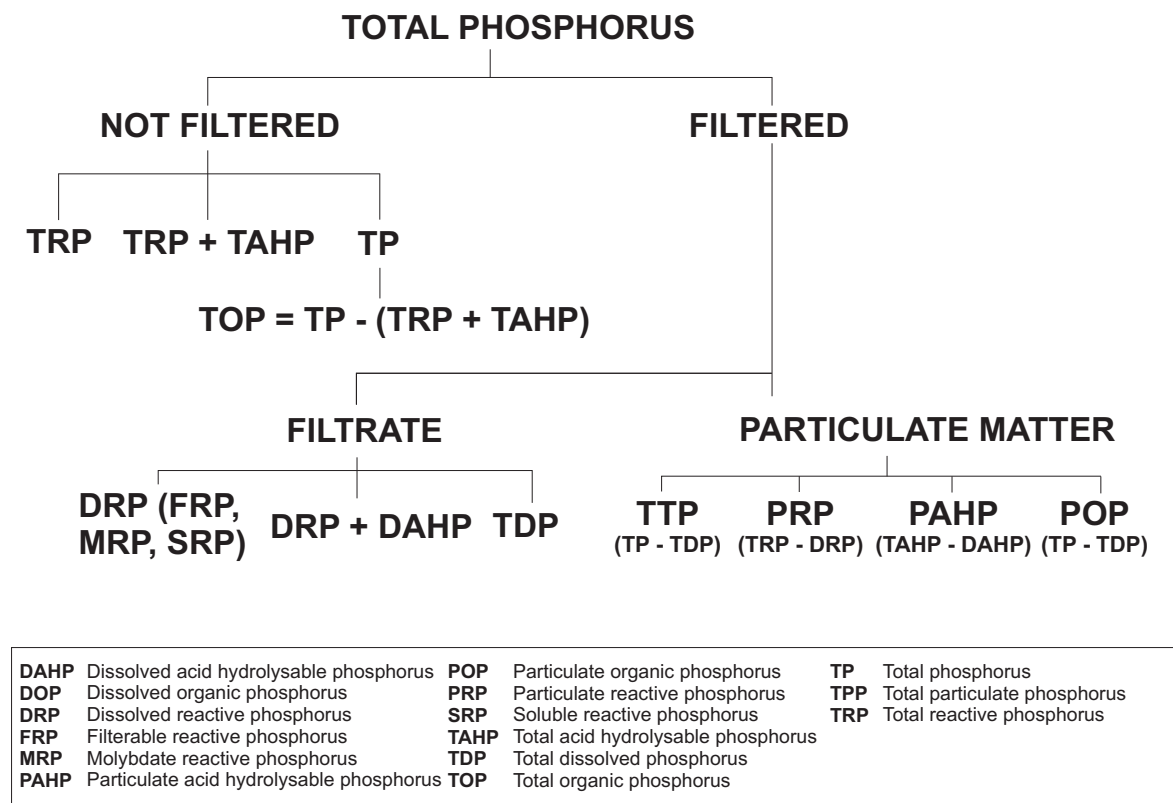 TOTAL PHOSPHORUS
NOT FILTERED
FILTERED
TRP
TRP + TAHP
TP
TOP = TP - (TRP + TAHP)
FILTRATE
PARTICULATE MATTER
DRP (FRP,
MRP, SRP)
DRP + DAHP
TDP
TTP
(TP - TDP)
PRP
(TRP - DRP)
PAHP
(TAHP - DAHP)
POP
(TP - TDP)
DAHP Dissolved acid hydrolysable phosphorus
DOP Dissolved organic phosphorus
DRP Dissolved reactive phosphorus
FRP Filterable reactive phosphorus
MRP Molybdate reactive phosphorus
PAHP Particulate acid hydrolysable phosphorus
POP Particulate organic phosphorus
PRP Particulate reactive phosphorus
SRP Soluble reactive phosphorus
TAHP Total acid hydrolysable phosphorus
TDP Total dissolved phosphorus
TOP Total organic phosphorus
TP Total phosphorus
TPP Total particulate phosphorus
TRP Total reactive phosphorus